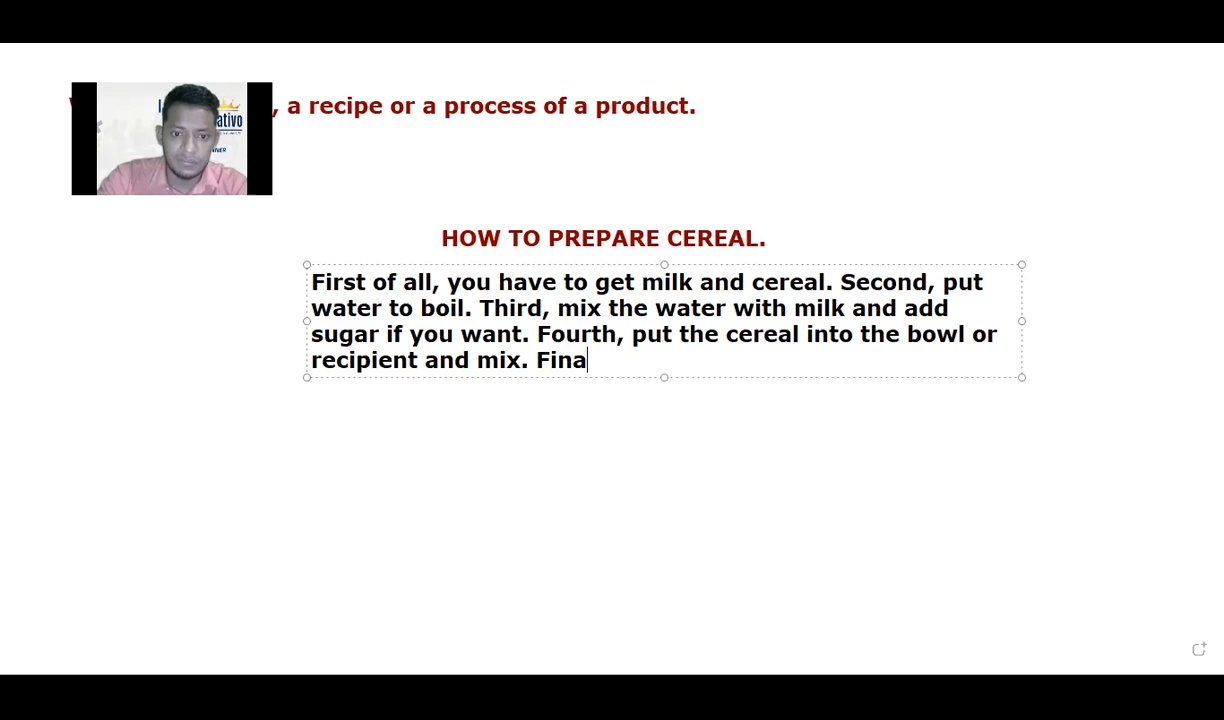 , a recipe or a process of a product.
ativo
HOW TO PREPARE CEREAL.
First of all, you have to get milk and cereal. Second, put
water to boil. Third, mix the water with milk and add
sugar if you want. Fourth, put the cereal into the bowl or
recipient and mix. Fina